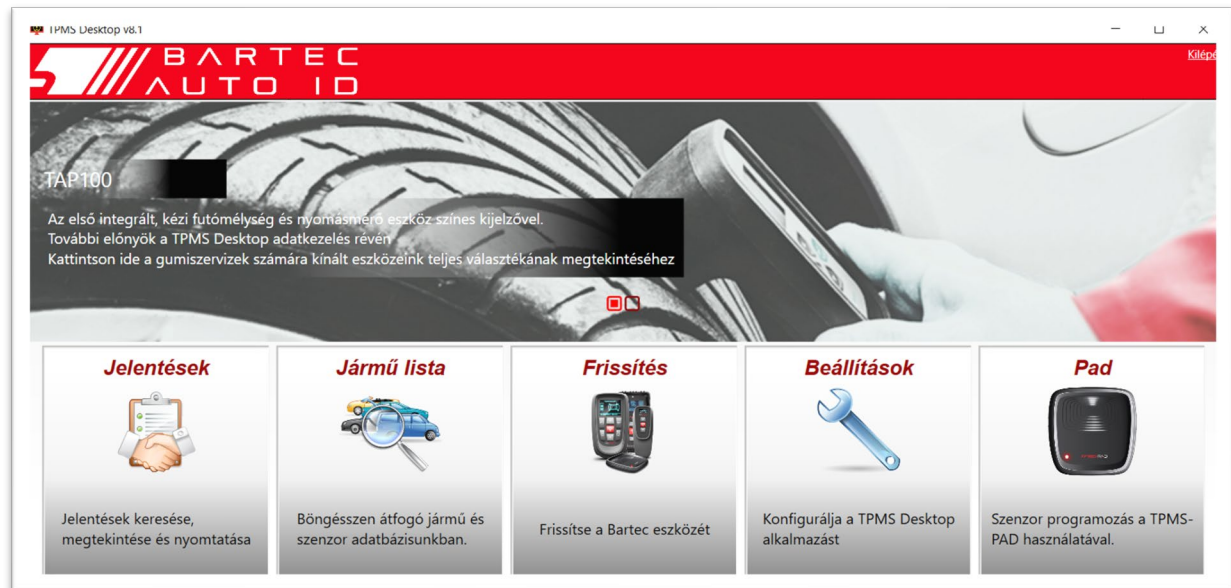 TPMS Desktop v8.1
BARTEC
AUTO ID
Kilépé
TAP100
Az első integrált, kézi futómélység és nyomásmérő eszköz színes kijelzővel.
További előnyök a TPMS Desktop adatkezelés révén
Kattintson ide a gumiszervizek számára kínált eszközeink teljes választékának megtekintéséhez
Jelentések
Jármű lista
Frissítés
Beállítások
Pad
Jelentések keresése,
megtekintése és nyomtatása
Böngésszen átfogó jármű és
szenzor adatbázisunkban.
Frissítse a Bartec eszközét
Konfigurálja a TPMS Desktop
alkalmazást
Szenzor programozás a TPMS-
PAD használatával.